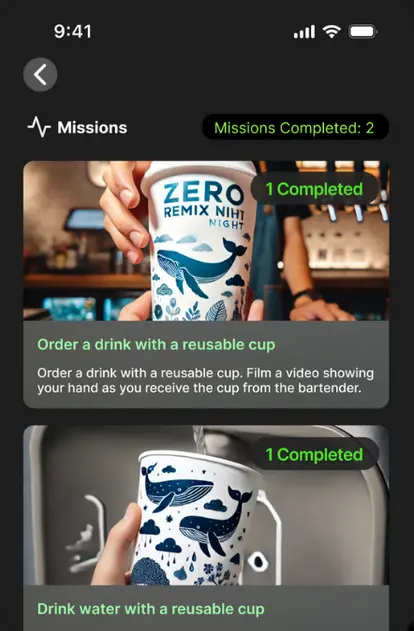 9:41
Missions
Missions Completed: 2
ZERO
REMIX NIHT
NIGHT
1 Completed
Order a drink with a reusable cup
Order a drink with a reusable cup. Film a video showing
your hand as you receive the cup from the bartender.
1 Completed
Drink water with a reusable cup